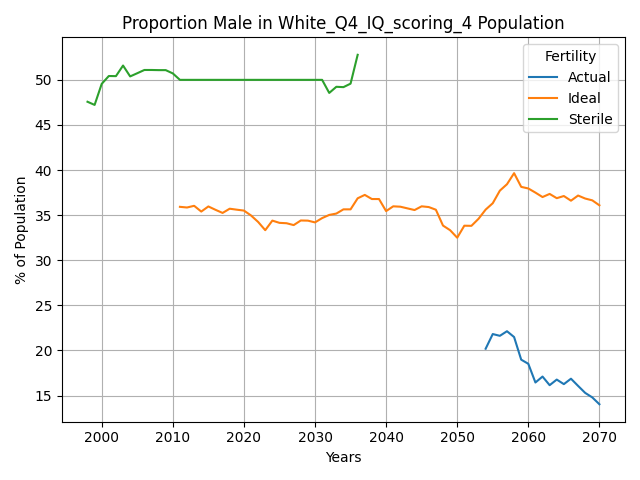 Proportion Male in White_Q4_IQ_scoring_4 Population
Fertility
Actual
Ideal
Sterile
% of Population
50
45
40
35
30
25
20
15
2000 2010 2020 2030 2040 2050 2060 2070
Years